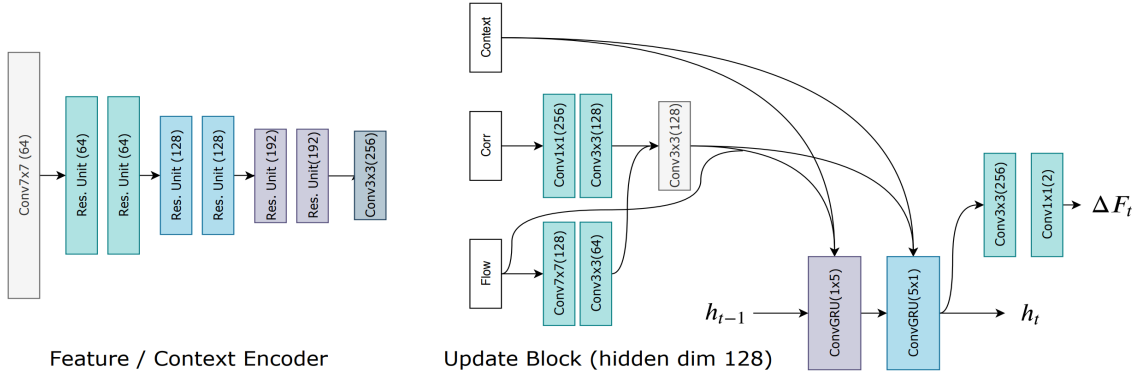 Conv7x7 (64)
Res. Unit (64)
Res. Unit (64)
Res. Unit (128)
Res. Unit (128)
Res. Unit (192)
Res. Unit(192)
Conv3x3(256)
Feature / Context Encoder
Context
Corr
Conv1x1(256)
Conv3x3(128)
Conv3x3(128)
Flow
Conv7x7(128)
Conv3x3(64)
h_{t−1}
ConvGRU(1x5)
ConvGRU(5x1)
h_t
Conv3x3(256)
Conv1x1(2)
ΔF_t
Update Block (hidden dim 128)